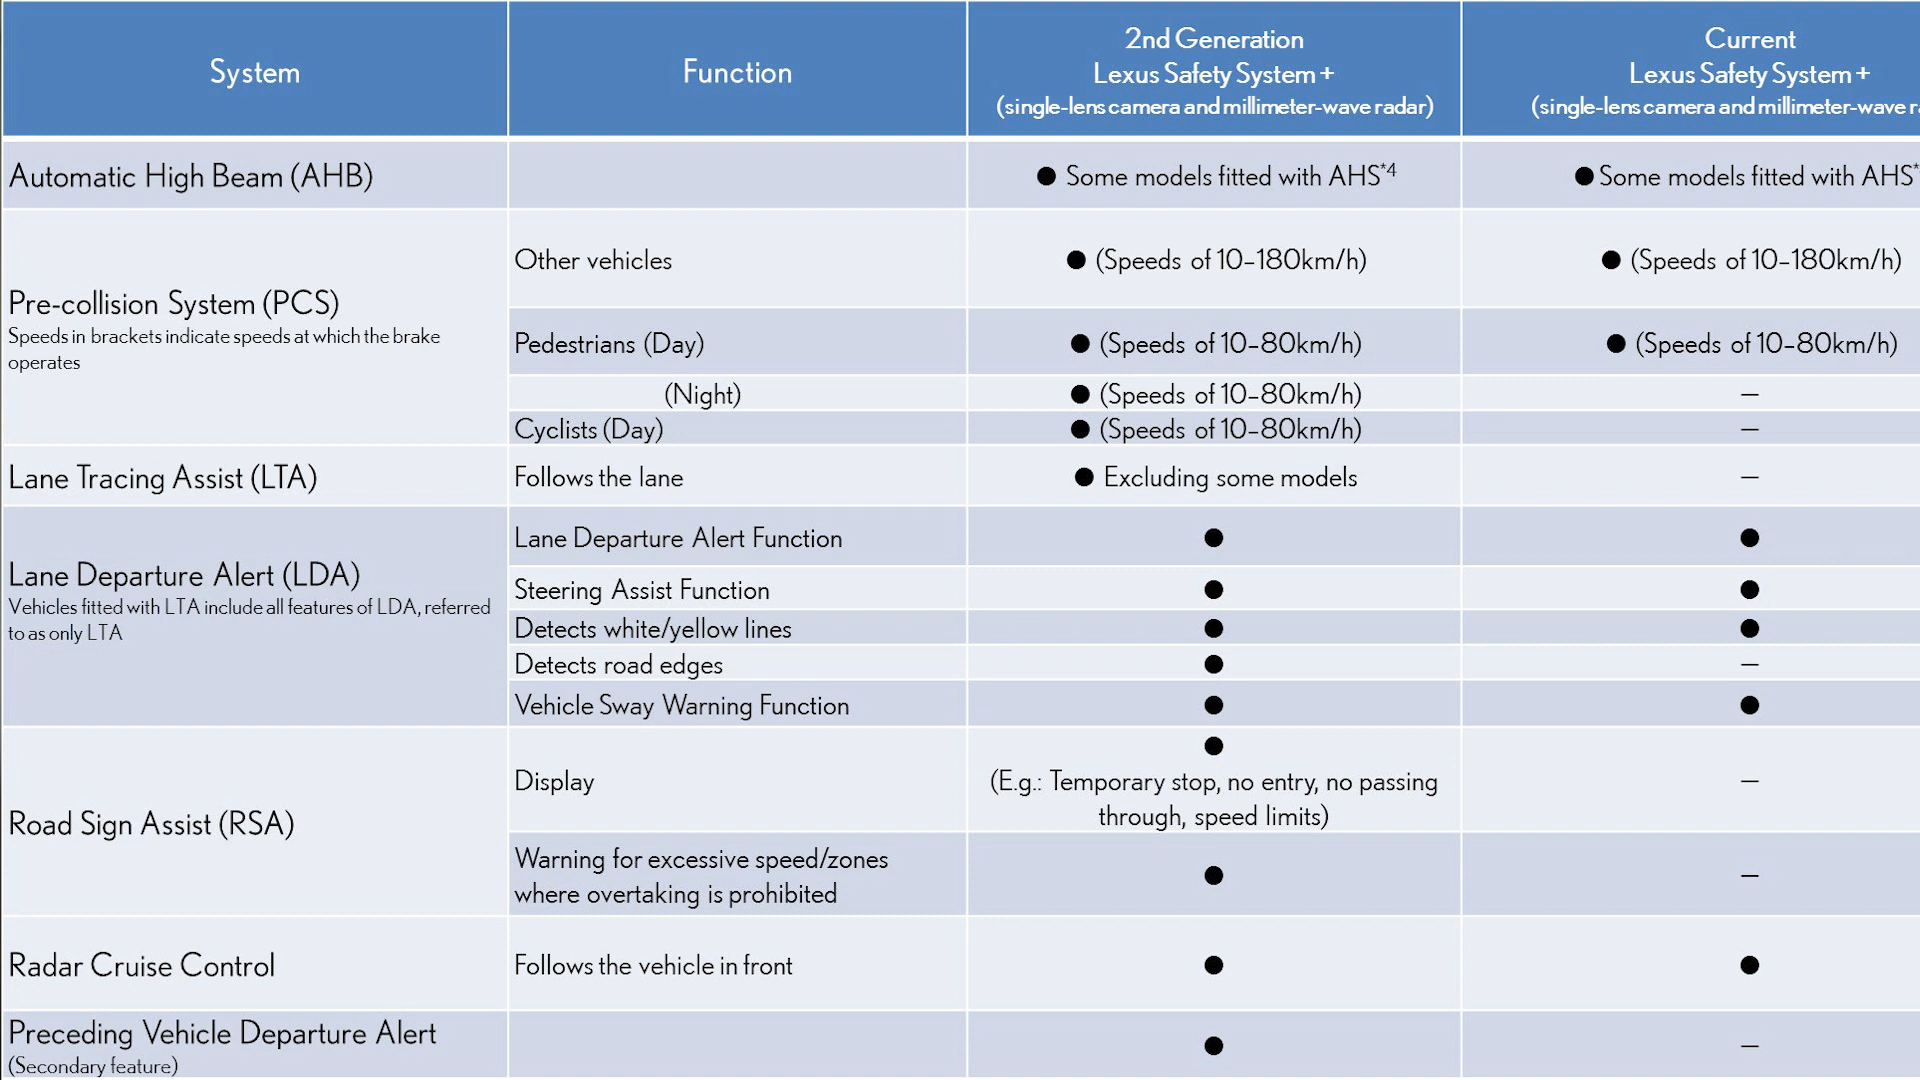 System
Function
2nd Generation
Lexus Safety System +
(single-lens camera and millimeter-wave radar)
Current
Lexus Safety System +
(single-lens camera and millimeter-wave
Automatic High Beam (AHB)
● Some models fitted with AHS*4
● Some models fitted with AHS*
Pre-collision System (PCS)
Speeds in brackets indicate speeds at which the brake
operates
Other vehicles
● (Speeds of 10–180km/h)
● (Speeds of 10–180km/h)
Pedestrians (Day)
● (Speeds of 10–80km/h)
● (Speeds of 10–80km/h)
(Night)
● (Speeds of 10–80km/h)
—
Cyclists (Day)
● (Speeds of 10–80km/h)
—
Lane Tracing Assist (LTA)
Follows the lane
● Excluding some models
—
Lane Departure Alert (LDA)
Vehicles fitted with LTA include all features of LDA, referred
to as only LTA
Lane Departure Alert Function
●
●
Steering Assist Function
●
●
Detects white/yellow lines
●
●
Detects road edges
●
—
Vehicle Sway Warning Function
●
●
Road Sign Assist (RSA)
Display
●
(E.g.: Temporary stop, no entry, no passing
through, speed limits)
—
Warning for excessive speed/zones
where overtaking is prohibited
●
—
Radar Cruise Control
Follows the vehicle in front
●
●
Preceding Vehicle Departure Alert
(Secondary feature)
●
—